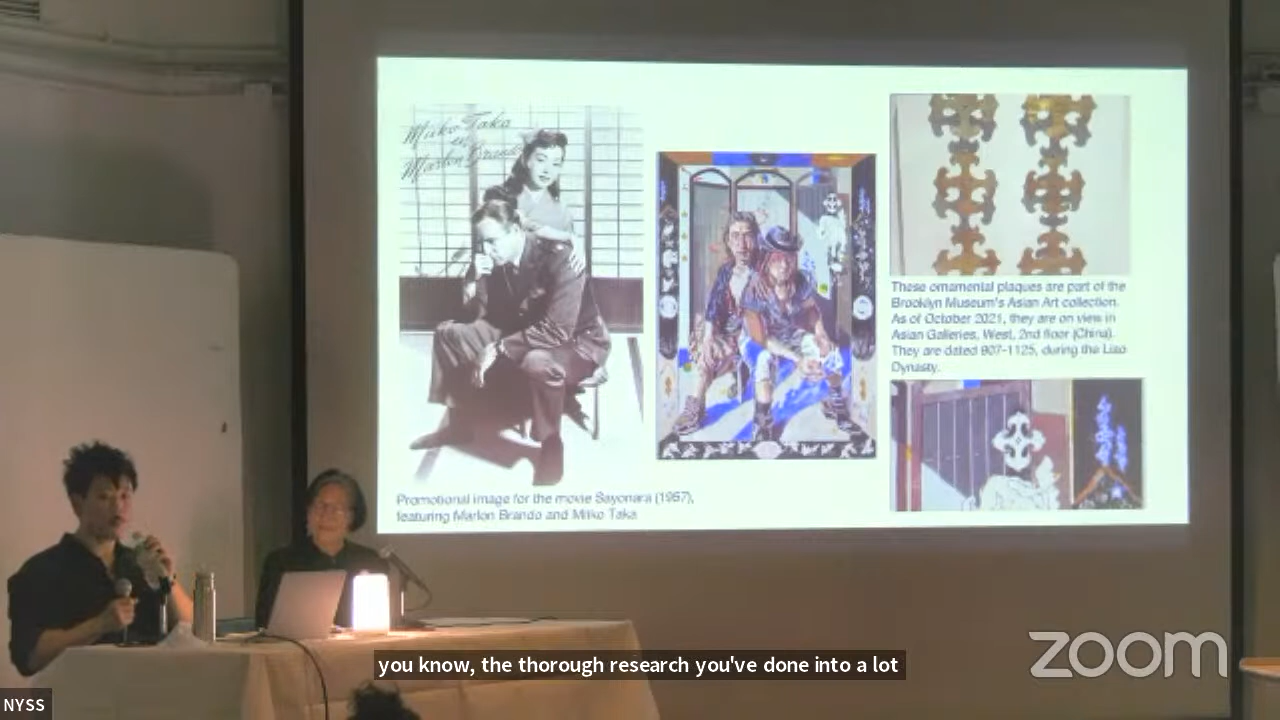 Miiko Taka
Marlon Brando
Promotional image for the movie Sayonara (1957),
featuring Marlon Brando and Miiko Taka
These ornamental plaques are part of the
Brooklyn Museum's Asian Art collection.
As of October 2021, they are on view in
Asian Galleries, West, 2nd floor (China).
They are dated 907-1125, during the Liao
Dynasty.
you know, the thorough research you've done into a lot
zoom
NYSS